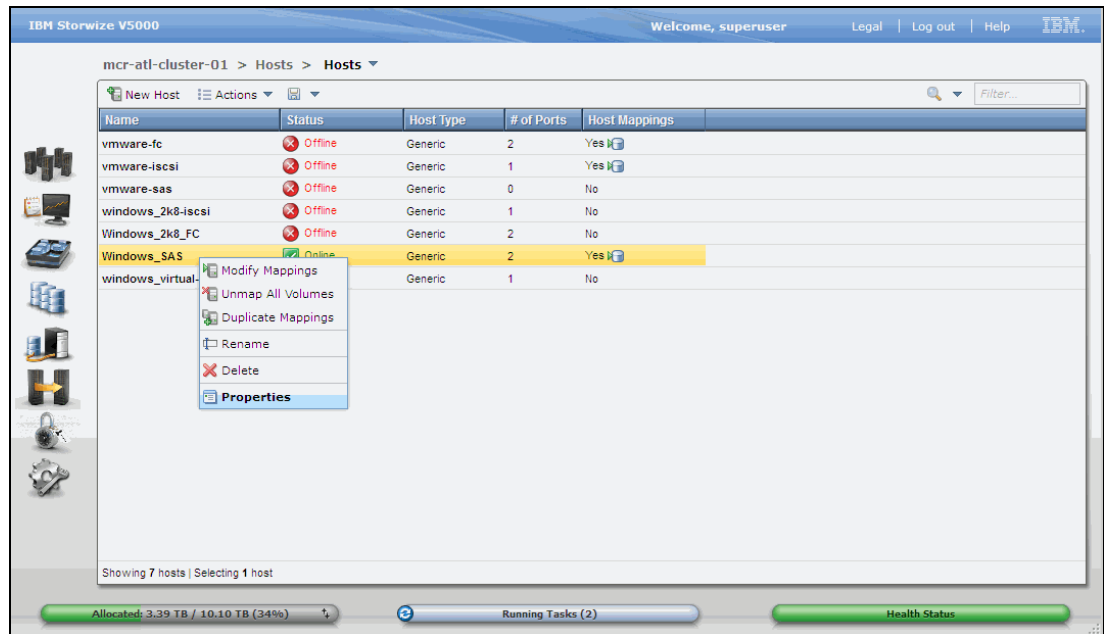 IBM Storwize V5000 Welcome, superuser Legal | Log out | Help IBM.
mcr-atl-cluster-01 > Hosts > Hosts
New Host Actions Filter...
Name Status Host Type # of Ports Host Mappings
vmware-fc Offline Generic 2 Yes
vmware-iscsi Offline Generic 1 Yes
vmware-sas Offline Generic 0 No
windows_2k8-iscsi Offline Generic 1 No
Windows_2k8_FC Offline Generic 2 No
Windows_SAS Online Generic 2 Yes
windows_virtual- Generic 1 No
Modify Mappings
Unmap All Volumes
Duplicate Mappings
Rename
Delete
Properties
Showing 7 hosts | Selecting 1 host
Allocated: 3.39 TB / 10.10 TB (34%) Running Tasks (2) Health Status